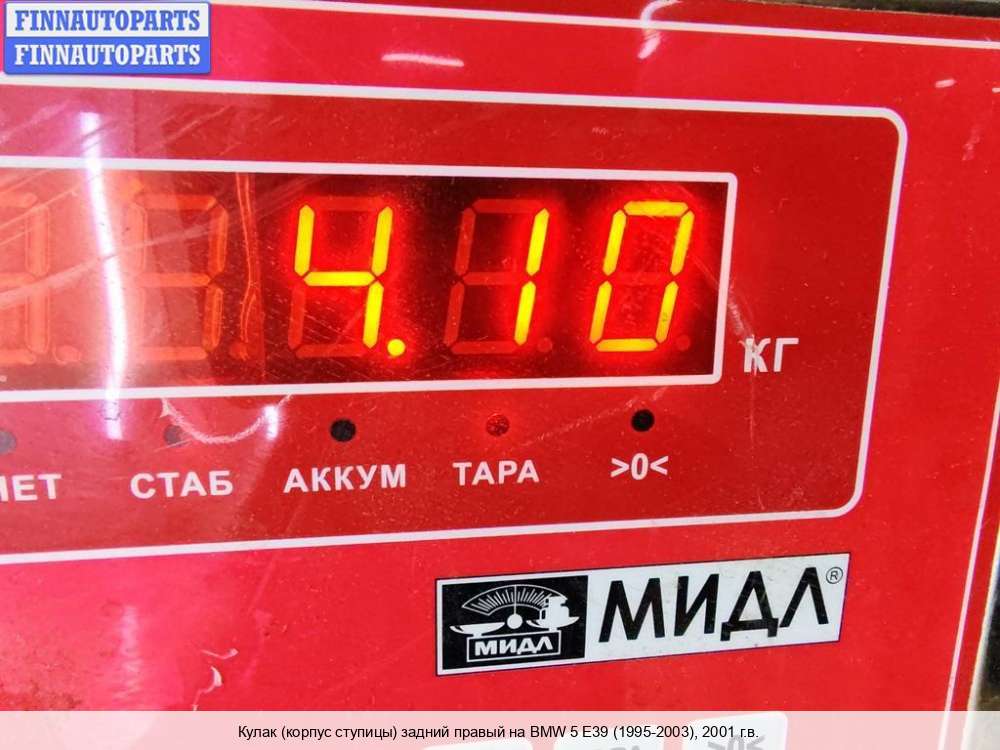 FINNAUTOPARTS
FINNAUTOPARTS
4.10
КГ
СТАБ АККУМ ТАРА >0<
МИДЛ
МИДЛ®
Кулак (корпус ступицы) задний правый на BMW 5 E39 (1995-2003), 2001 г.в.